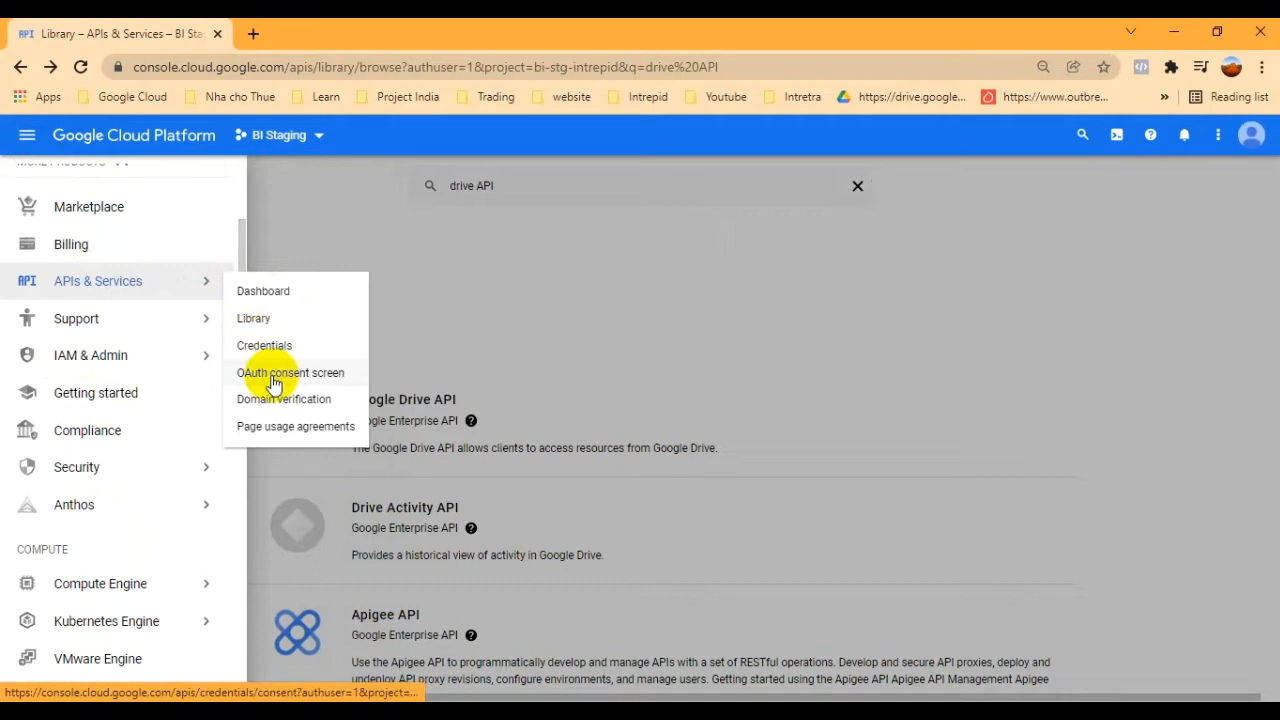 API Library – APIs & Services – BI Sta
console.cloud.google.com/apis/library/browse?authuser=1&project=bi-stg-intrepid&q=drive%20API
Apps Google Cloud Nha cho Thue Learn Project India Trading website Intrepid Youtube Intretra https://drive.google... https://www.outbre... » Reading list
Google Cloud Platform BI Staging
Marketplace
drive API
Billing
API APIs & Services
Dashboard
Support
Library
Credentials
IAM & Admin
OAuth consent screen
Getting started
Domain verification
ogle Drive API
ogle Enterprise API
Page usage agreements
Compliance
The Google Drive API allows clients to access resources from Google Drive.
Security
Anthos
Drive Activity API
Google Enterprise API
Provides a historical view of activity in Google Drive.
COMPUTE
Compute Engine
Apigee API
Kubernetes Engine
Google Enterprise API
VMware Engine
Use the Apigee API to programmatically develop and manage APIs with a set of RESTful operations. Develop and secure API proxies, deploy and
undeploy API proxy revisions, configure environments, and manage users. Getting started using the Apigee API Apigee API Management Apigee
https://console.cloud.google.com/apis/credentials/consent?authuser=1&project=...